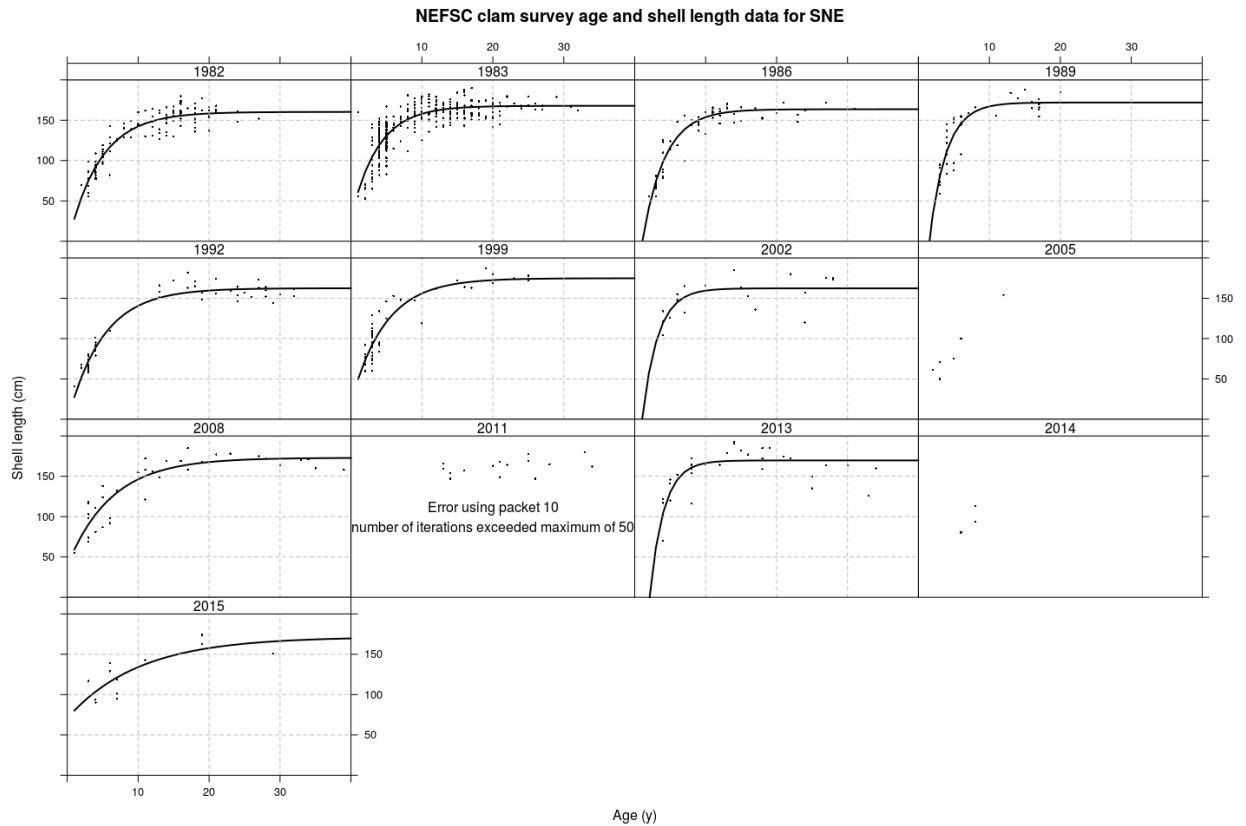 NEFSC clam survey age and shell length data for SNE
10 20 30 10 20 30
1982 1983 1986 1989
150
100
50
1992 1999 2002 2005
150
100
50
2008 2011 2013 2014
150
100
50
Error using packet 10
number of iterations exceeded maximum of 50
2015
150
100
50
10 20 30
Shell length (cm)
Age (y)